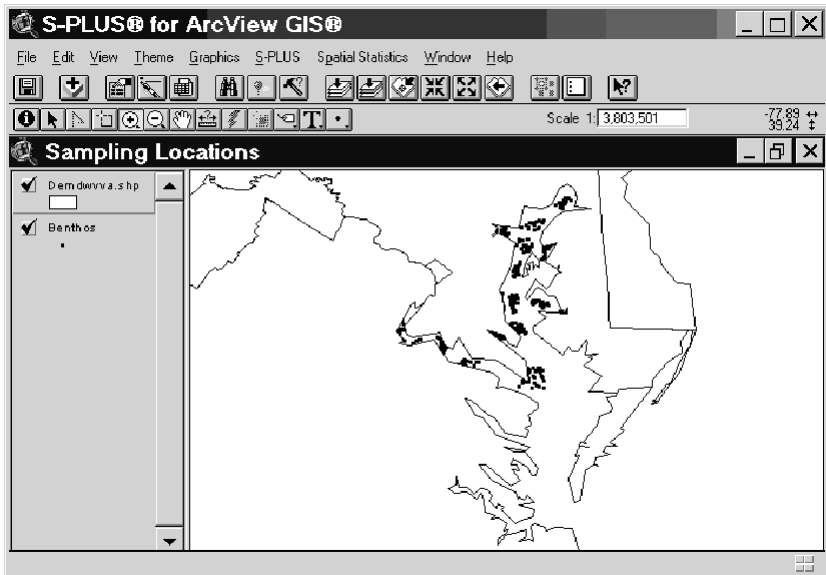 S-PLUS® for ArcView GIS®
File Edit View Theme Graphics S-PLUS Spatial Statistics Window Help
T
Scale 1: 3,803,501
-77.89
39.24
Sampling Locations
Demdwvva.shp
Benthos